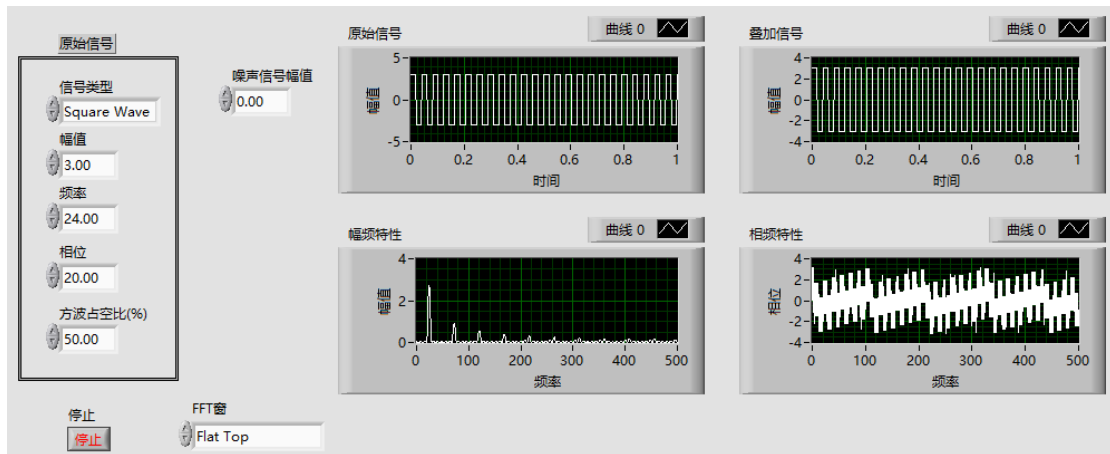 原始信号
信号类型
Square Wave
幅值
3.00
频率
24.00
相位
20.00
方波占空比(%)
50.00
停止
停止
噪声信号幅值
0.00
FFT窗
Flat Top
原始信号
曲线 0
幅值
5
0
-5
0 0.2 0.4 0.6 0.8 1
时间
叠加信号
曲线 0
幅值
4
2
0
-2
-4
0 0.2 0.4 0.6 0.8 1
时间
幅频特性
曲线 0
幅值
4
2
0
0 100 200 300 400 500
频率
相频特性
曲线 0
相位
4
2
0
-2
-4
0 100 200 300 400 500
频率